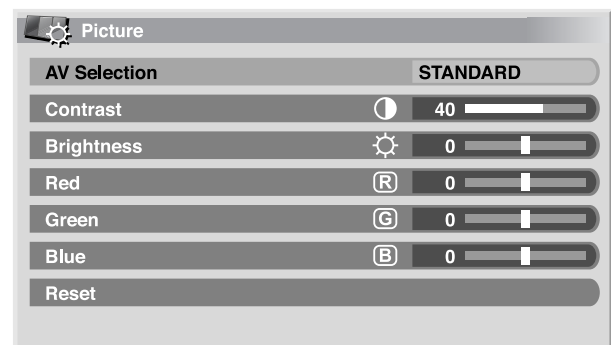 Picture
AV Selection STANDARD
Contrast 40
Brightness 0
Red R 0
Green G 0
Blue B 0
Reset